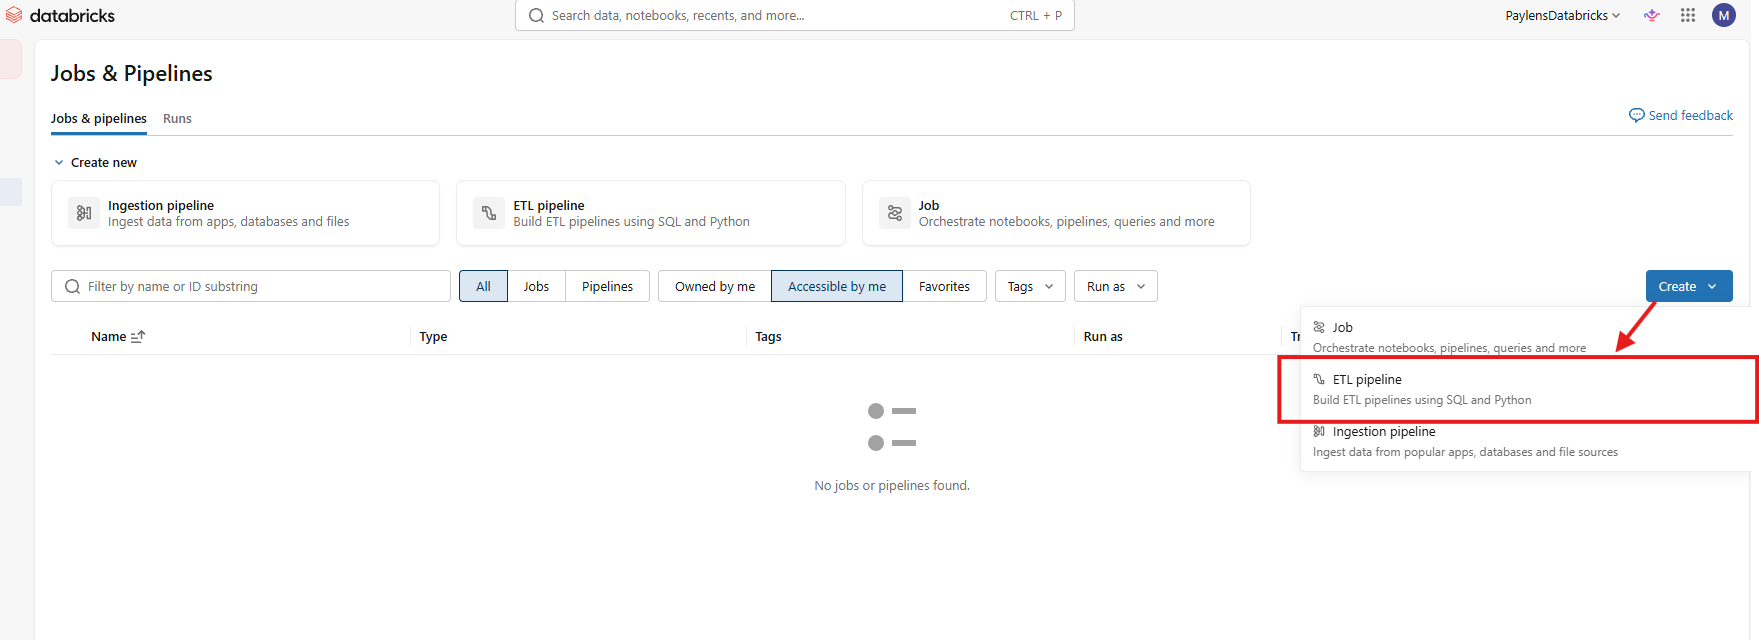 databricks
Search data, notebooks, recents, and more...
CTRL + P
PaylensDatabricks
M
Jobs & Pipelines
Jobs & pipelines
Runs
Send feedback
Create new
Ingestion pipeline
Ingest data from apps, databases and files
ETL pipeline
Build ETL pipelines using SQL and Python
Job
Orchestrate notebooks, pipelines, queries and more
Filter by name or ID substring
All
Jobs
Pipelines
Owned by me
Accessible by me
Favorites
Tags
Run as
Create
Name
Type
Tags
Run as
Job
Orchestrate notebooks, pipelines, queries and more
ETL pipeline
Build ETL pipelines using SQL and Python
Ingestion pipeline
Ingest data from popular apps, databases and file sources
No jobs or pipelines found.